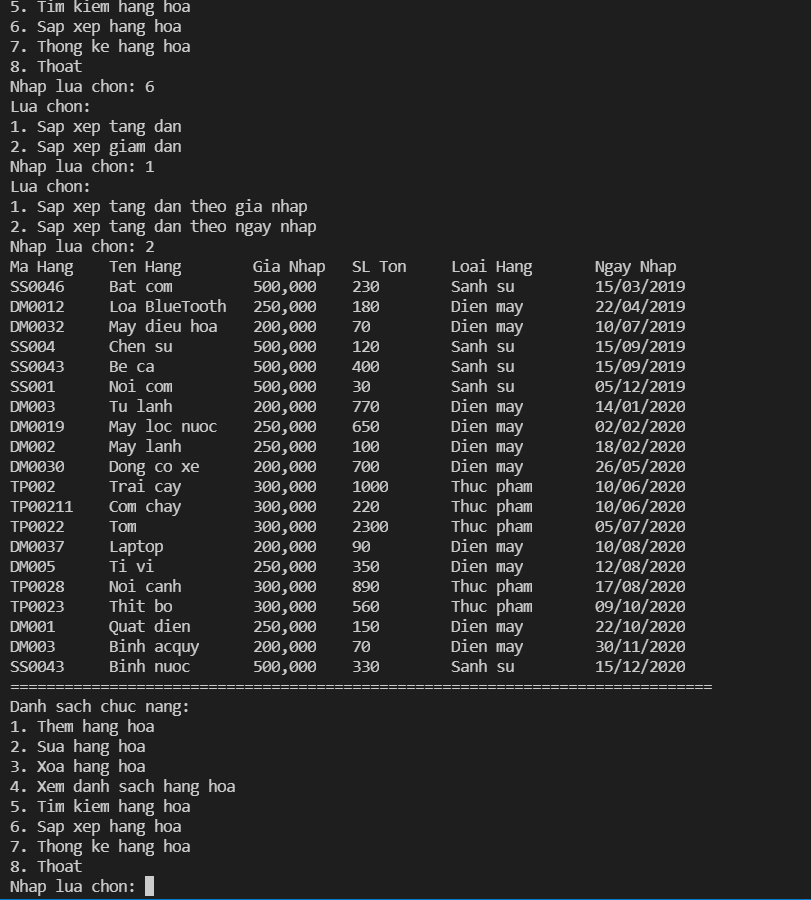 5. Tim kiem hang hoa
6. Sap xep hang hoa
7. Thong ke hang hoa
8. Thoat
Nhap lua chon: 6
Lua chon:
1. Sap xep tang dan
2. Sap xep giam dan
Nhap lua chon: 1
Lua chon:
1. Sap xep tang dan theo gia nhap
2. Sap xep tang dan theo ngay nhap
Nhap lua chon: 2
Ma Hang    Ten Hang        Gia Nhap   SL Ton     Loai Hang       Ngay Nhap
SS0046     Bat com         500,000    230        Sanh su         15/03/2019
DM0012     Loa BlueTooth   250,000    180        Dien may        22/04/2019
DM0032     May dieu hoa    200,000    70         Dien may        10/07/2019
SS004      Chen su         500,000    120        Sanh su         15/09/2019
SS0043     Be ca           500,000    400        Sanh su         15/09/2019
SS001      Noi com         500,000    30         Sanh su         05/12/2019
DM003      Tu lanh         200,000    770        Dien may        14/01/2020
DM0019     May loc nuoc    250,000    650        Dien may        02/02/2020
DM002      May lanh        250,000    100        Dien may        18/02/2020
DM0030     Dong co xe      200,000    700        Dien may        26/05/2020
TP002      Trai cay        300,000    1000       Thuc pham       10/06/2020
TP00211    Com chay        300,000    220        Thuc pham       10/06/2020
TP0022     Tom             300,000    2300       Thuc pham       05/07/2020
DM0037     Laptop          200,000    90         Dien may        10/08/2020
DM005      Ti vi           250,000    350        Dien may        12/08/2020
TP0028     Noi canh        300,000    890        Thuc pham       17/08/2020
TP0023     Thit bo         300,000    560        Thuc pham       09/10/2020
DM001      Quat dien       250,000    150        Dien may        22/10/2020
DM003      Binh acquy      200,000    70         Dien may        30/11/2020
SS0043     Binh nuoc       500,000    330        Sanh su         15/12/2020
==============================================================================
Danh sach chuc nang:
1. Them hang hoa
2. Sua hang hoa
3. Xoa hang hoa
4. Xem danh sach hang hoa
5. Tim kiem hang hoa
6. Sap xep hang hoa
7. Thong ke hang hoa
8. Thoat
Nhap lua chon: